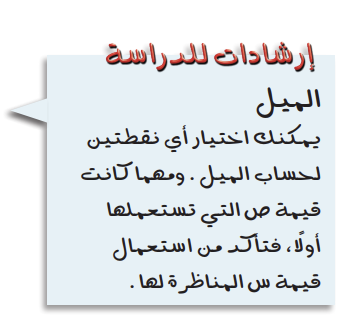 إرشادات للدراسة
الميل
يمكنك اختيار أي نقطتين
لحساب الميل. ومهما كانت
قيمة ص التي تستعملها
أولًا، فتأكد من استعمال
قيمة س المناظرة لها.